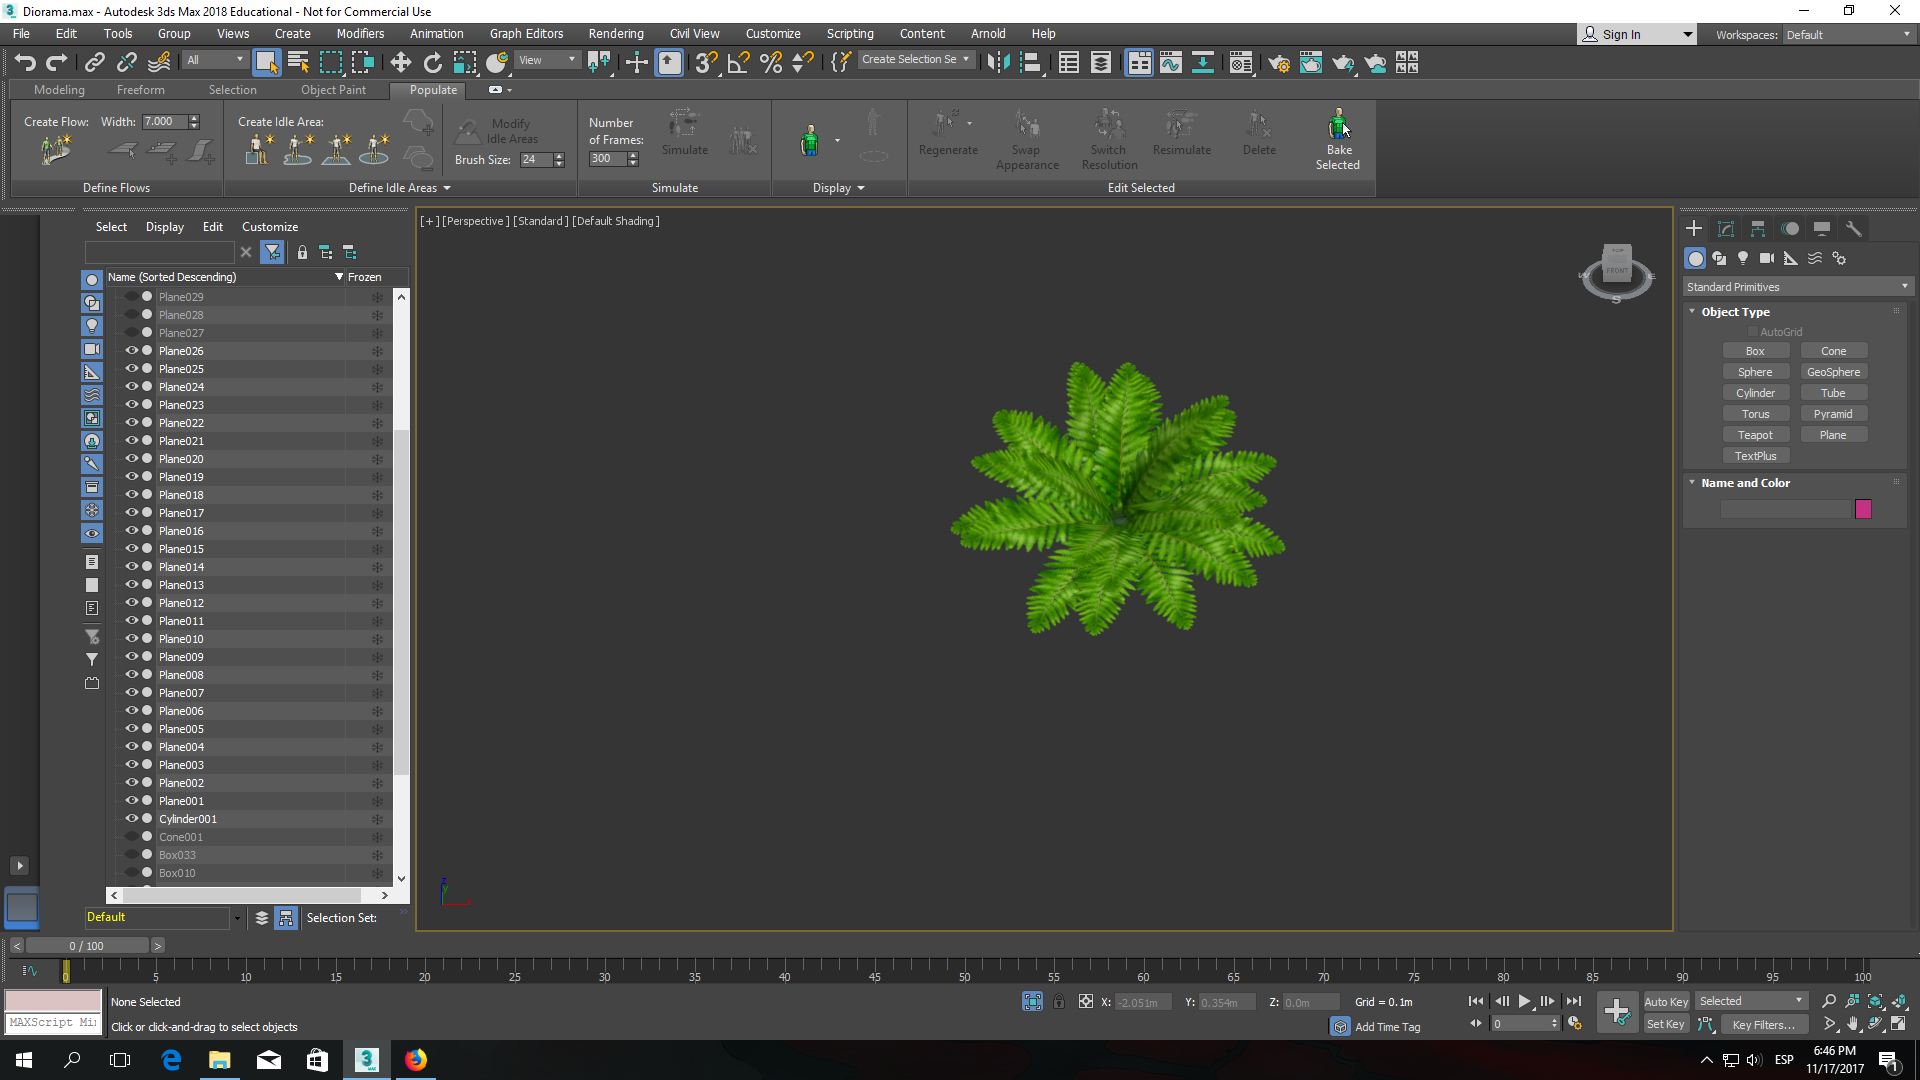 Diorama.max - Autodesk 3ds Max 2018 Educational - Not for Commercial Use
File Edit Tools Group Views Create Modifiers Animation Graph Editors Rendering Civil View Customize Scripting Content Arnold Help
Sign In
Workspaces: Default
All
View
Create Selection Se
Modeling Freeform Selection Object Paint Populate
Create Flow: Width: 7.000
Define Flows
Create Idle Area:
Modify
Idle Areas
Brush Size: 24
Define Idle Areas
Number
of Frames:
300
Simulate
Simulate
Display
Regenerate
Swap
Appearance
Switch
Resolution
Resimulate
Delete
Bake
Selected
Edit Selected
Select Display Edit Customize
Name (Sorted Descending) Frozen
Plane029
Plane028
Plane027
Plane026
Plane025
Plane024
Plane023
Plane022
Plane021
Plane020
Plane019
Plane018
Plane017
Plane016
Plane015
Plane014
Plane013
Plane012
Plane011
Plane010
Plane009
Plane008
Plane007
Plane006
Plane005
Plane004
Plane003
Plane002
Plane001
Cylinder001
Cone001
Box033
Box010
Default
Selection Set:
[+] [Perspective] [Standard] [Default Shading]
TOP
FRONT
W E
S
Standard Primitives
Object Type
AutoGrid
Box Cone
Sphere GeoSphere
Cylinder Tube
Torus Pyramid
Teapot Plane
TextPlus
Name and Color
< 0 / 100 >
0 5 10 15 20 25 30 35 40 45 50 55 60 65 70 75 80 85 90 95 100
MAXScript Mi
None Selected
Click or click-and-drag to select objects
X: -2.051m Y: 0.354m Z: 0.0m Grid = 0.1m
Add Time Tag
0
Auto Key Selected
Set Key Key Filters...
ESP
6:46 PM
11/17/2017
1